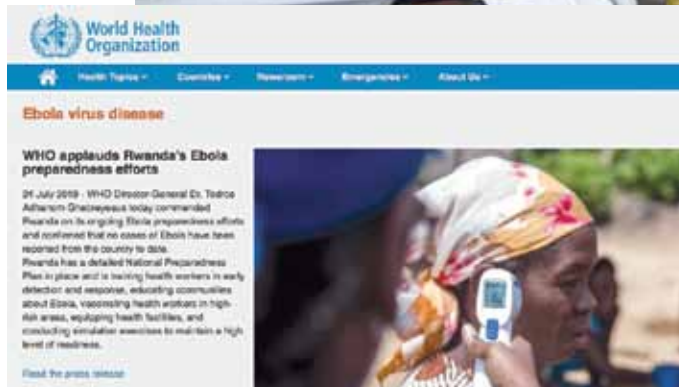 World Health
Organization
Health Topics
Countries
Newsroom
Emergencies
About Us
Ebola virus disease
WHO applauds Rwanda's Ebola
preparedness efforts
July 2019 - WHO Director-General Dr. Tedros
Adhanom Ghebreyesus today commended
Rwanda on its ongoing Ebola preparedness efforts
and confirmed that no cases of Ebola have been
reported from the country to date.
Rwanda has a detailed National Preparedness
Plan in place and is training health workers in early
detection and response, educating communities
about Ebola, vaccinating health workers in high-
risk areas, equipping health facilities, and
conducting simulation exercises to maintain a high
level of readiness.
Read the press release